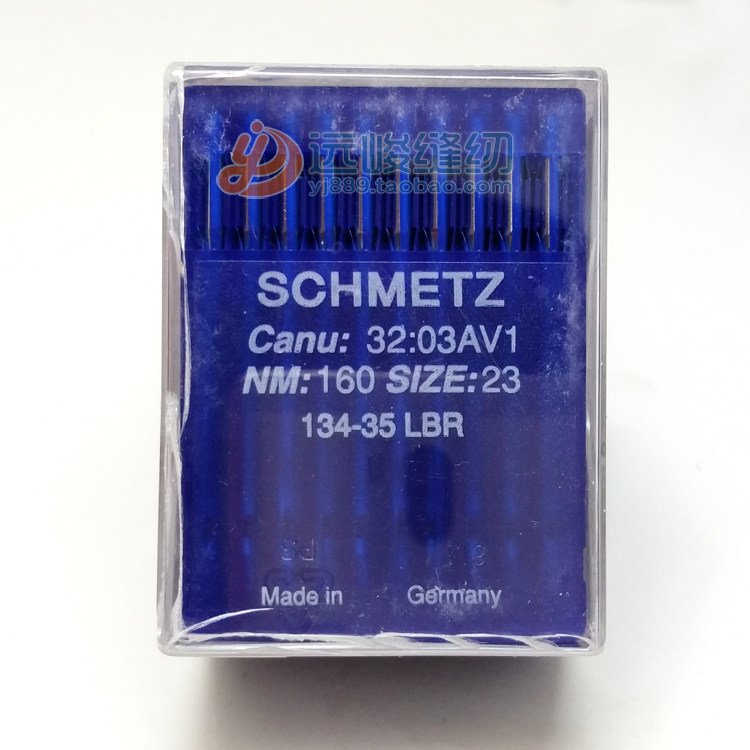 远峻缝纫
yj889.taobao.com
SCHMETZ
Canu: 32:03AV1
NM:160 SIZE:23
134-35 LBR
Made in Germany